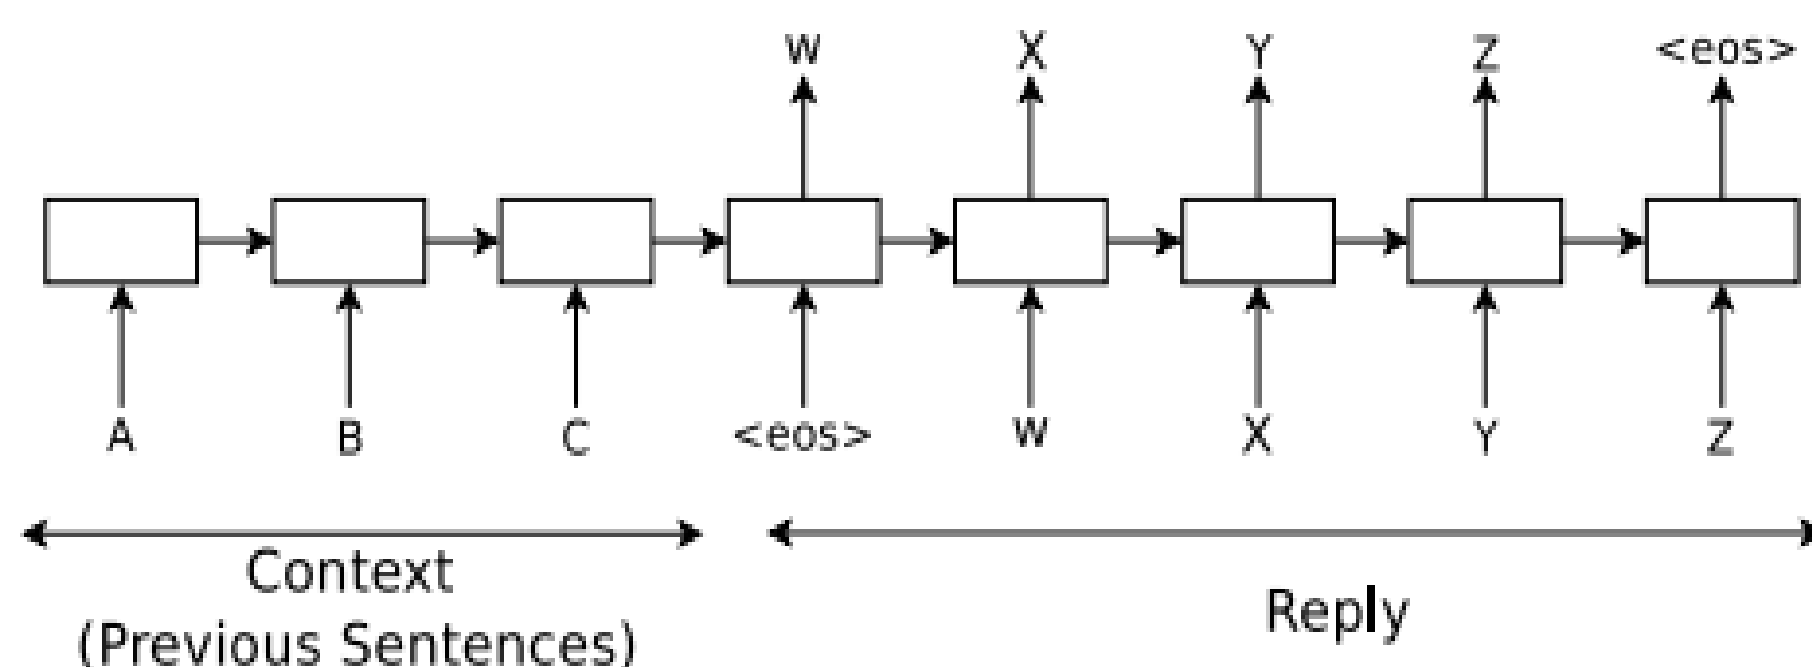 W X Y Z <eos>
A B C <eos> W X Y Z
Context
(Previous Sentences)
Reply